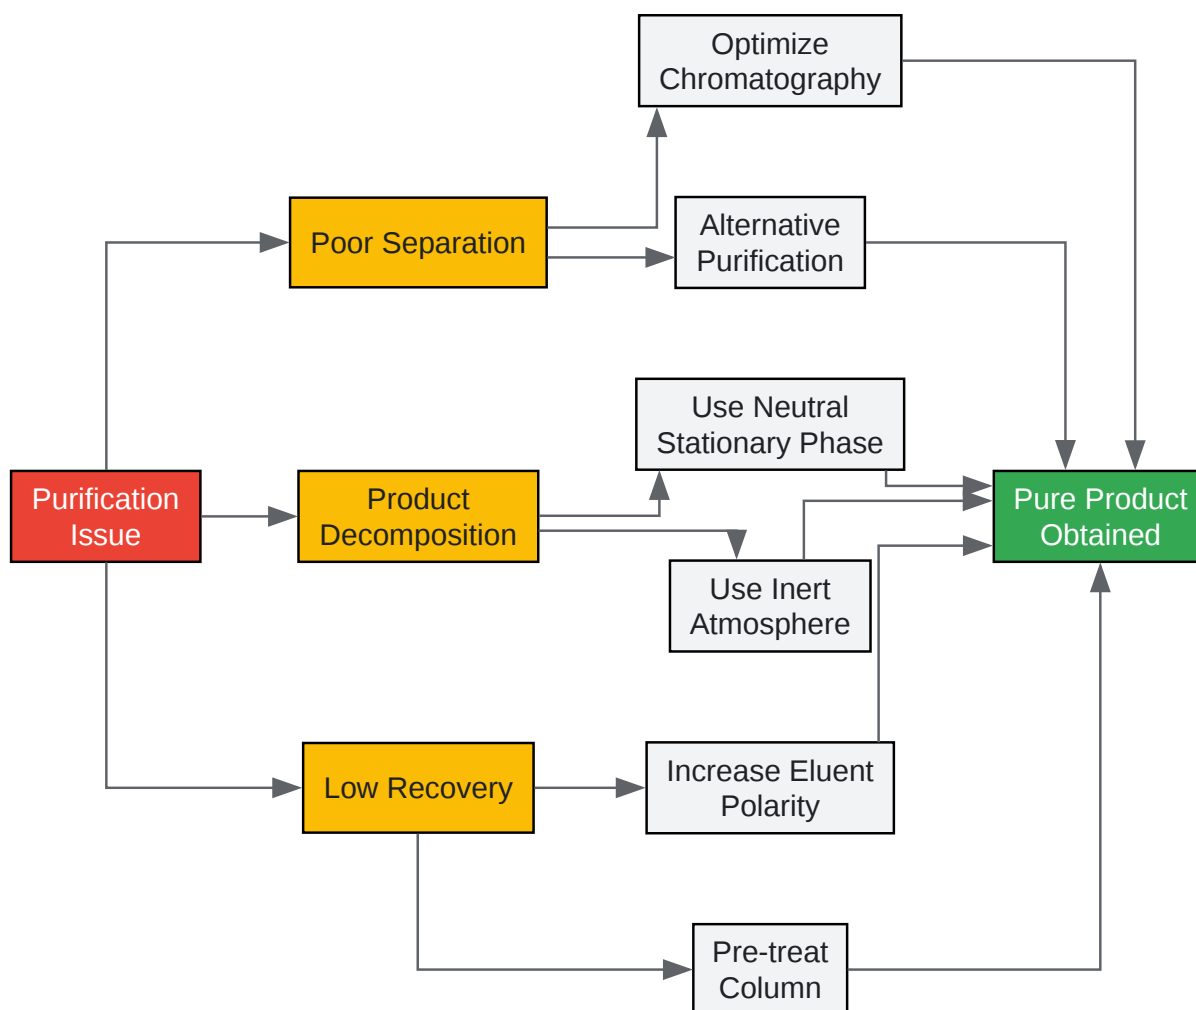 Optimize
Chromatography
Poor Separation
Alternative
Purification
Use Neutral
Stationary Phase
Purification
Issue
Product
Decomposition
Pure Product
Obtained
Use Inert
Atmosphere
Low Recovery
Increase Eluent
Polarity
Pre-treat
Column